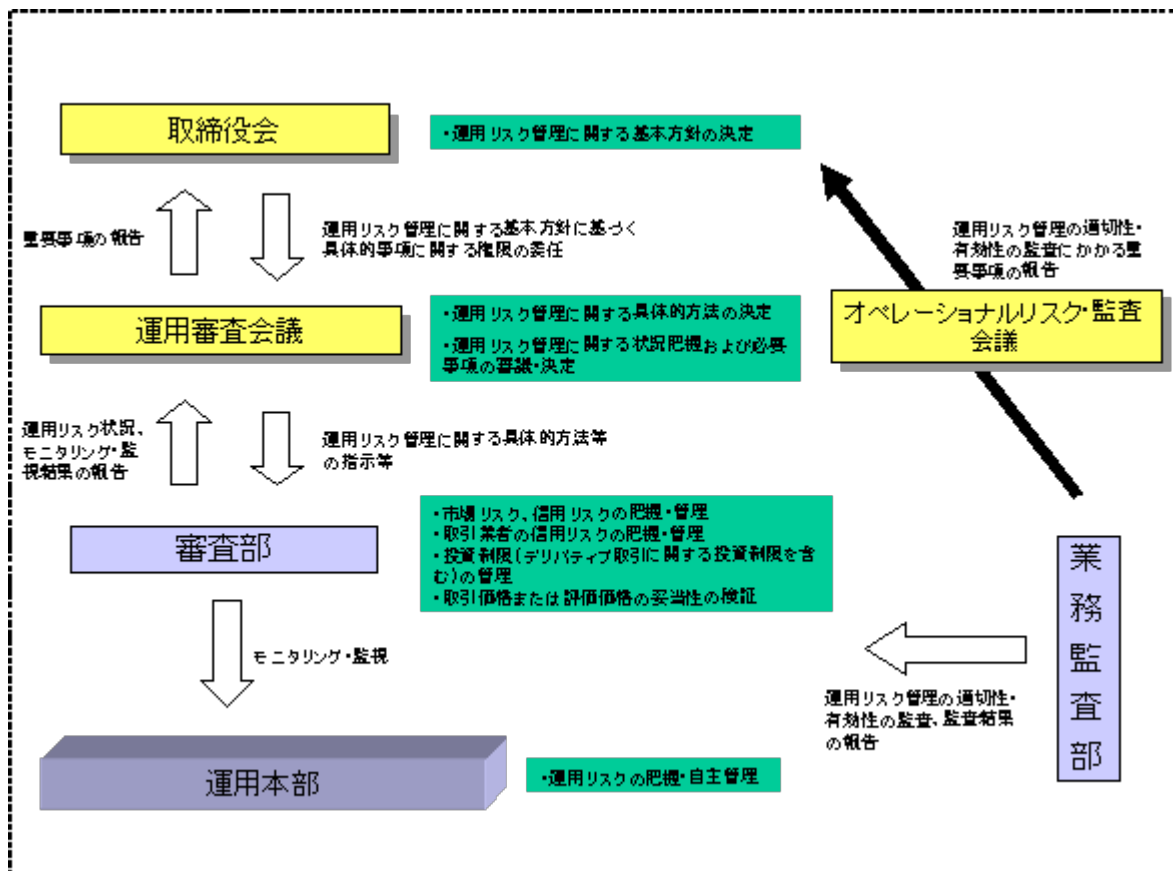 取締役会
・運用リスク管理に関する基本方針の決定
重要事項の報告
運用リスク管理に関する基本方針に基づく
具体的事項に関する権限の委任
運用リスク管理の適切性・
有効性の監査にかかる重
要事項の報告
運用審査会議
・運用リスク管理に関する具体的方法の決定
・運用リスク管理に関する状況把握および必要
事項の審議・決定
オペレーショナルリスク・監査
会議
運用リスク状況、
モニタリング・監
視結果の報告
運用リスク管理に関する具体的方法等
の指示等
審査部
・市場リスク、信用リスクの把握・管理
・取引業者の信用リスクの把握・管理
・投資制限(デリバティブ取引に関する投資制限を含
む)の管理
・取引価格または評価価格の妥当性の検証
業務監査部
モニタリング・監視
運用リスク管理の適切性・
有効性の監査、監査結果
の報告
運用本部
・運用リスクの把握・自主管理